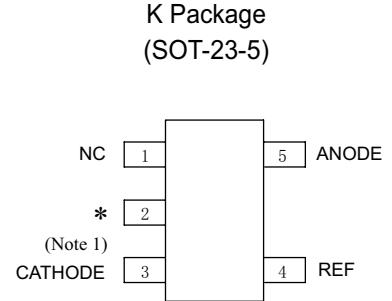 K Package
(SOT-23-5)
NC 1 5 ANODE
* 2
(Note 1)
CATHODE 3 4 REF